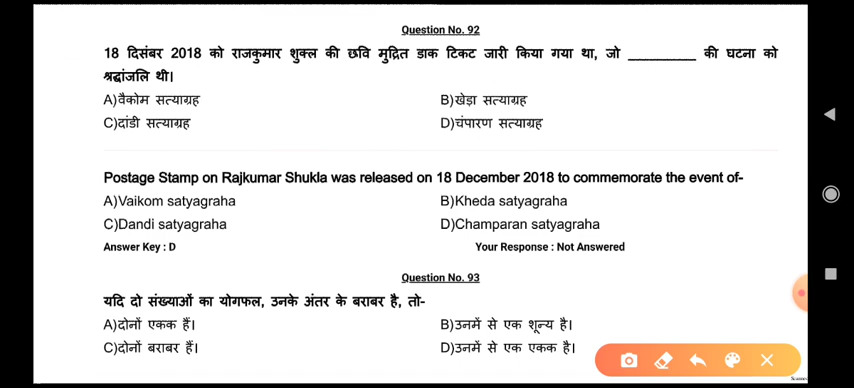 Question No. 92
18 दिसंबर 2018 को राजकुमार शुक्ल की छवि मुद्रित डाक टिकट जारी किया गया था, जो __________ की घटना को
श्रद्धांजलि थी।
A)वैकोम सत्याग्रह B)खेड़ा सत्याग्रह
C)दांडी सत्याग्रह D)चंपारण सत्याग्रह
Postage Stamp on Rajkumar Shukla was released on 18 December 2018 to commemorate the event of-
A)Vaikom satyagraha B)Kheda satyagraha
C)Dandi satyagraha D)Champaran satyagraha
Answer Key : D Your Response : Not Answered
Question No. 93
यदि दो संख्याओं का योगफल, उनके अंतर के बराबर है, तो-
A)दोनों एकक हैं। B)उनमें से एक शून्य है।
C)दोनों बराबर हैं। D)उनमें से एक एकक है।